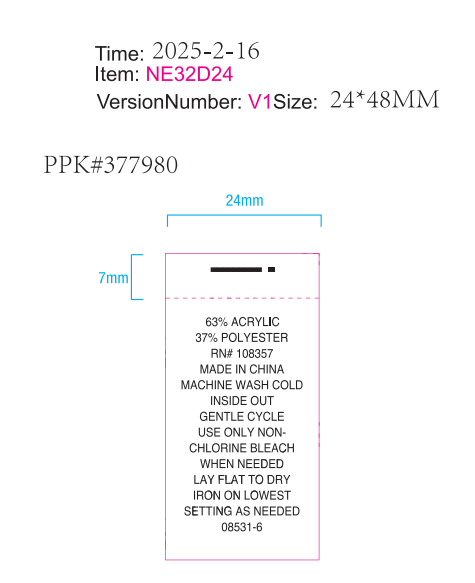 Time: 2025-2-16
Item: NE32D24
VersionNumber: V1Size: 24*48MM
PPK#377980
24mm
7mm
63% ACRYLIC
37% POLYESTER
RN# 108357
MADE IN CHINA
MACHINE WASH COLD
INSIDE OUT
GENTLE CYCLE
USE ONLY NON-
CHLORINE BLEACH
WHEN NEEDED
LAY FLAT TO DRY
IRON ON LOWEST
SETTING AS NEEDED
08531-6